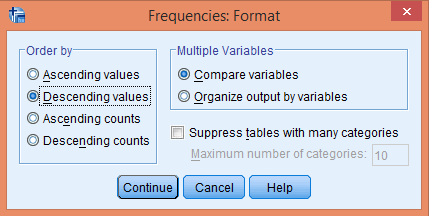 Frequencies: Format
Order by
Ascending values
Descending values
Ascending counts
Descending counts
Multiple Variables
Compare variables
Organize output by variables
Suppress tables with many categories
Maximum number of categories: 10
Continue Cancel Help